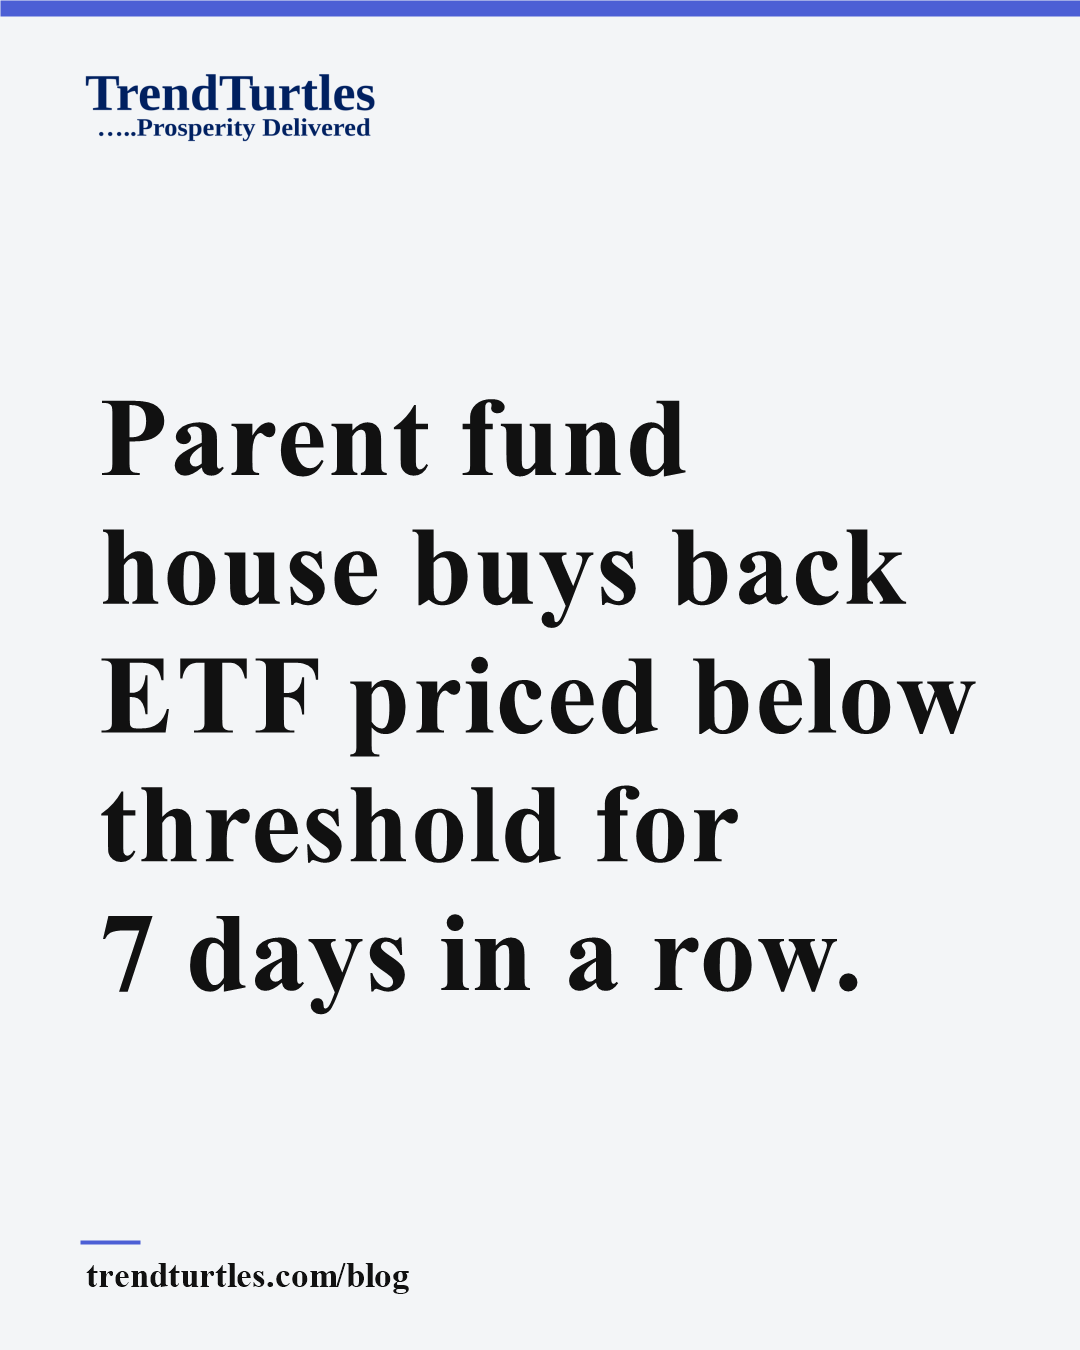 TrendTurtles
…..Prosperity Delivered
Parent fund
house buys back
ETF priced below
threshold for
7 days in a row.
trendturtles.com/blog